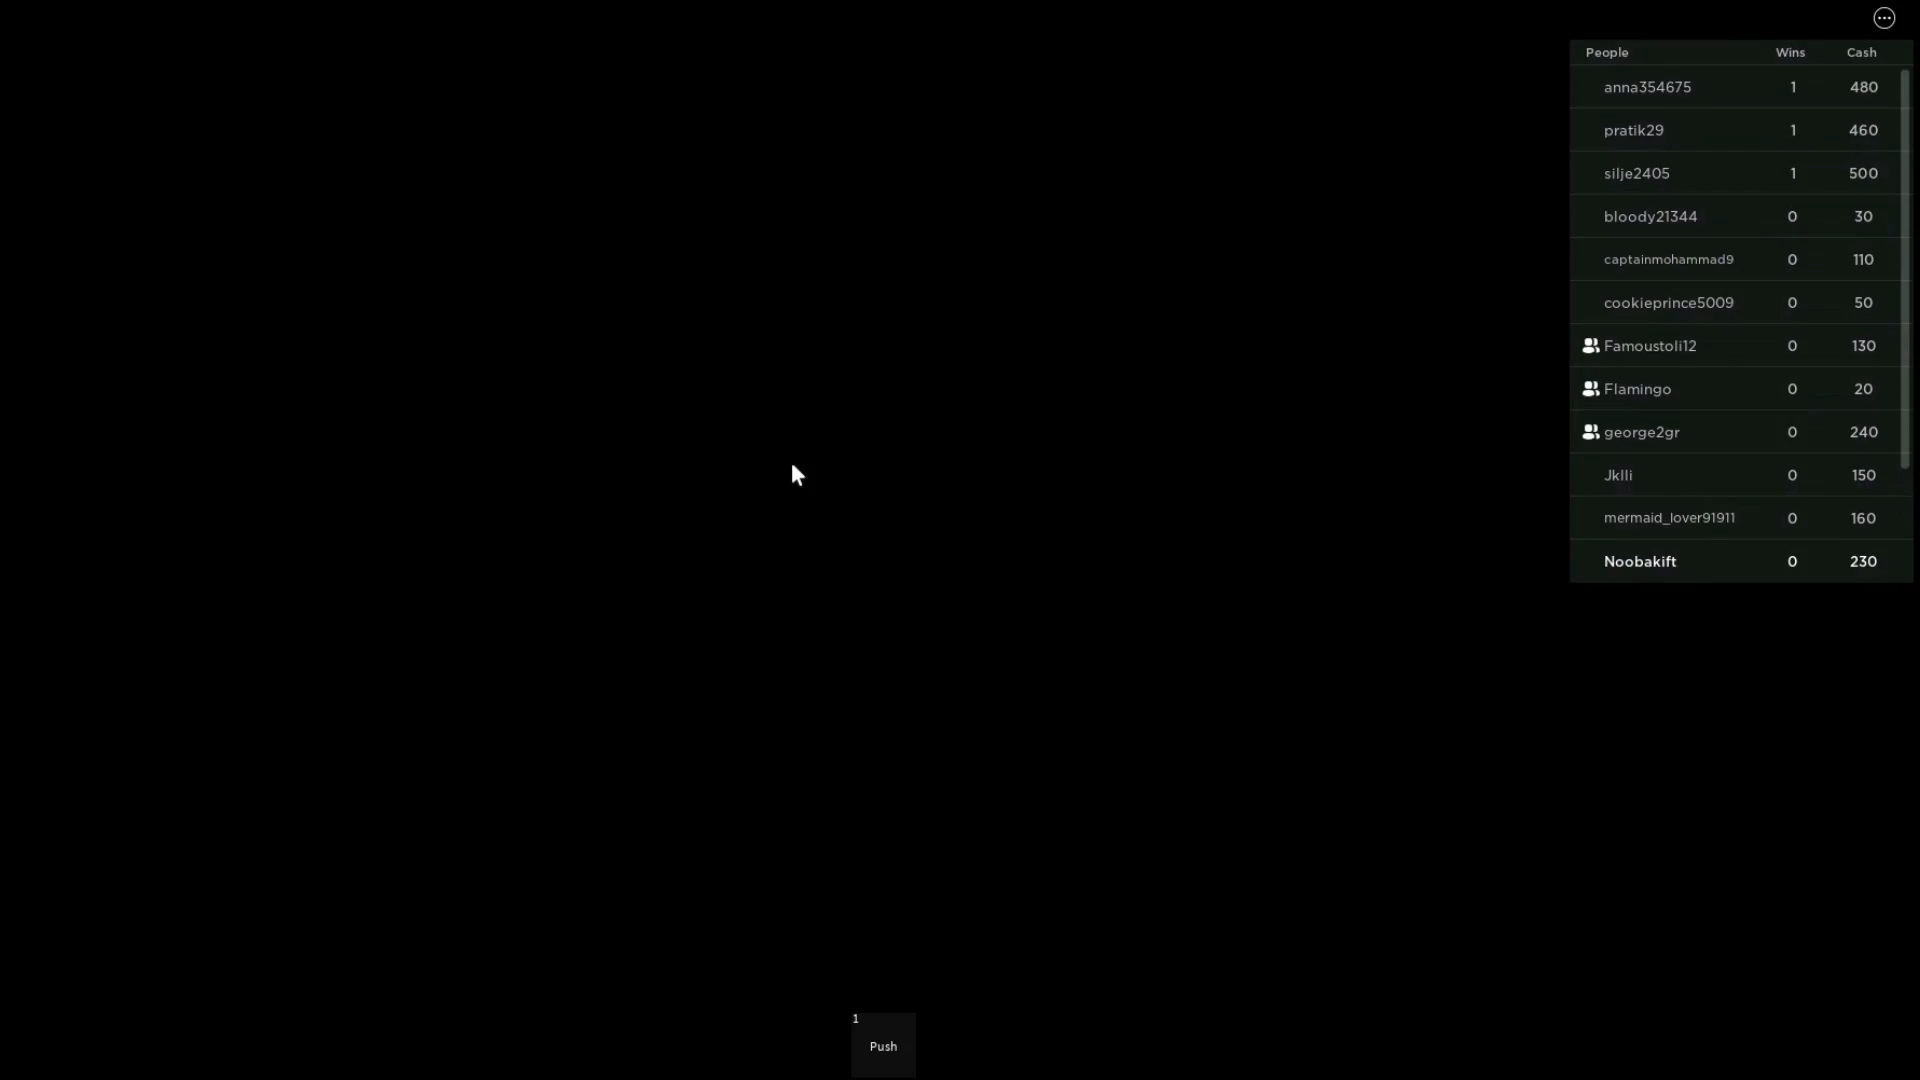 People Wins Cash
anna354675 1 480
pratik29 1 460
silje2405 1 500
bloody21344 0 30
captainmohammad9 0 110
cookieprince5009 0 50
Famoustoli12 0 130
Flamingo 0 20
george2gr 0 240
Jklli 0 150
mermaid_lover91911 0 160
Noobakift 0 230
1
Push